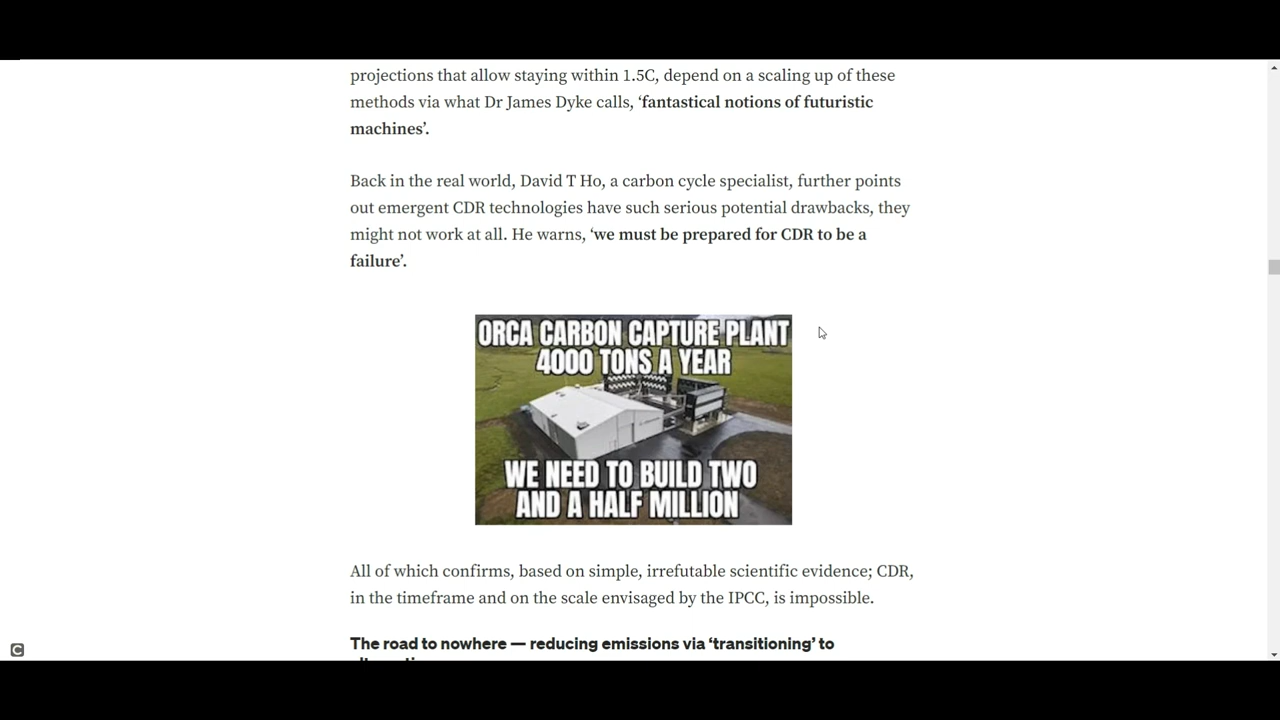 projections that allow staying within 1.5C, depend on a scaling up of these
methods via what Dr James Dyke calls, ‘fantastical notions of futuristic
machines’.
Back in the real world, David T Ho, a carbon cycle specialist, further points
out emergent CDR technologies have such serious potential drawbacks, they
might not work at all. He warns, ‘we must be prepared for CDR to be a
failure’.
ORCA CARBON CAPTURE PLANT
4000 TONS A YEAR
WE NEED TO BUILD TWO
AND A HALF MILLION
All of which confirms, based on simple, irrefutable scientific evidence; CDR,
in the timeframe and on the scale envisaged by the IPCC, is impossible.
The road to nowhere — reducing emissions via ‘transitioning’ to
C